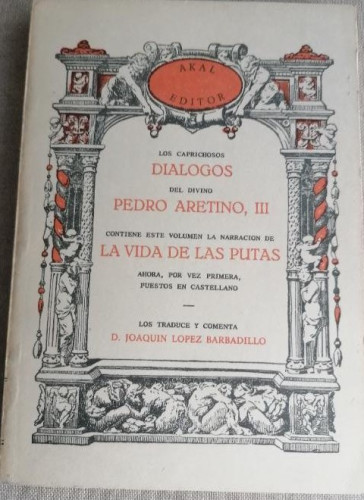 AKAL
EDITOR
LOS CAPRICHOSOS
DIALOGOS
DEL DIVINO
PEDRO ARETINO, III
CONTIENE ESTE VOLUMEN LA NARRACION DE
LA VIDA DE LAS PUTAS
AHORA, POR VEZ PRIMERA,
PUESTOS EN CASTELLANO
LOS TRADUCE Y COMENTA
D. JOAQUIN LOPEZ BARBADILLO